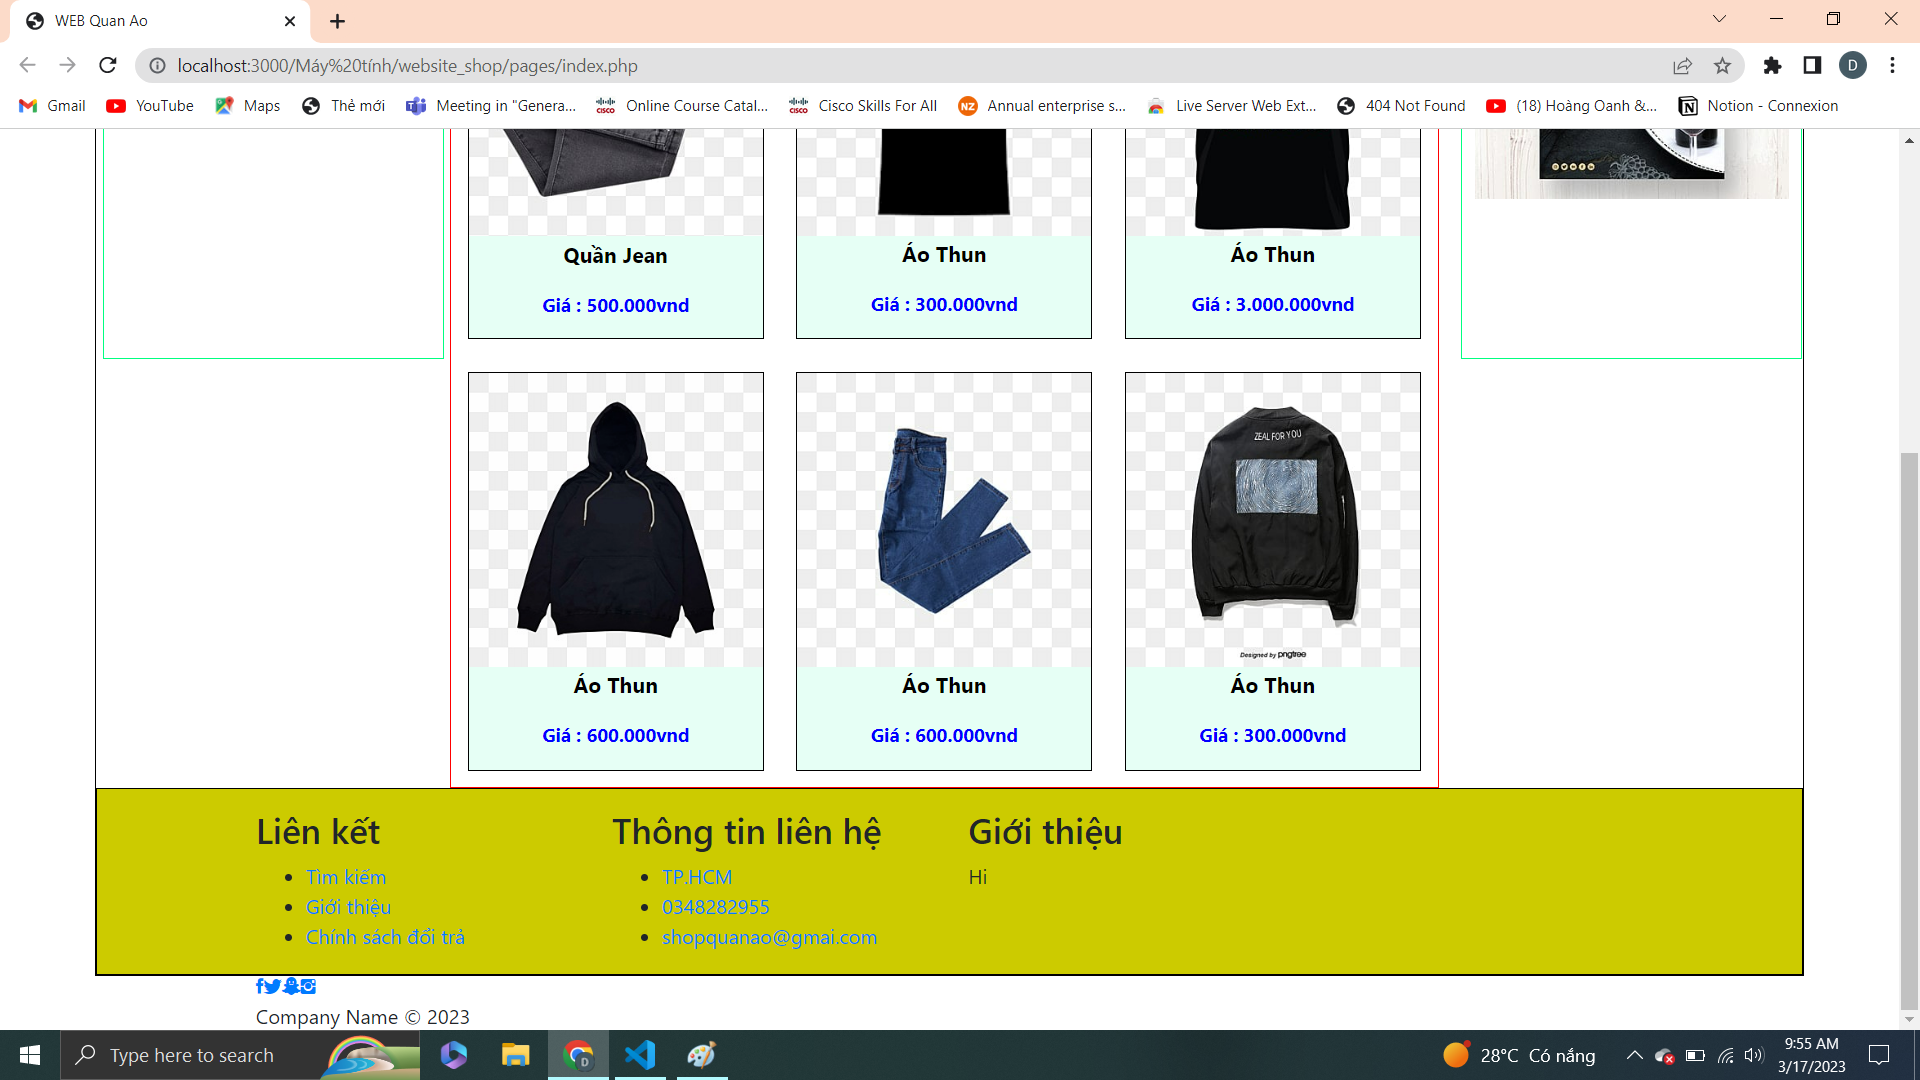 WEB Quan Ao
localhost:3000/Máy%20tính/website_shop/pages/index.php
D
Gmail YouTube Maps Thẻ mới Meeting in "Genera... Online Course Catal... Cisco Skills For All Annual enterprise s... Live Server Web Ext... 404 Not Found (18) Hoàng Oanh &... Notion - Connexion
Quần Jean Áo Thun Áo Thun
Giá : 500.000vnd Giá : 300.000vnd Giá : 3.000.000vnd
ZEAL FOR YOU
Designed by pngtree
Áo Thun Áo Thun Áo Thun
Giá : 600.000vnd Giá : 600.000vnd Giá : 300.000vnd
Liên kết Thông tin liên hệ Giới thiệu
Tìm kiếm TP.HCM Hi
Giới thiệu 0348282955
Chính sách đổi trả shopquanao@gmai.com
Company Name © 2023
Type here to search
28°C Có nắng
9:55 AM
3/17/2023